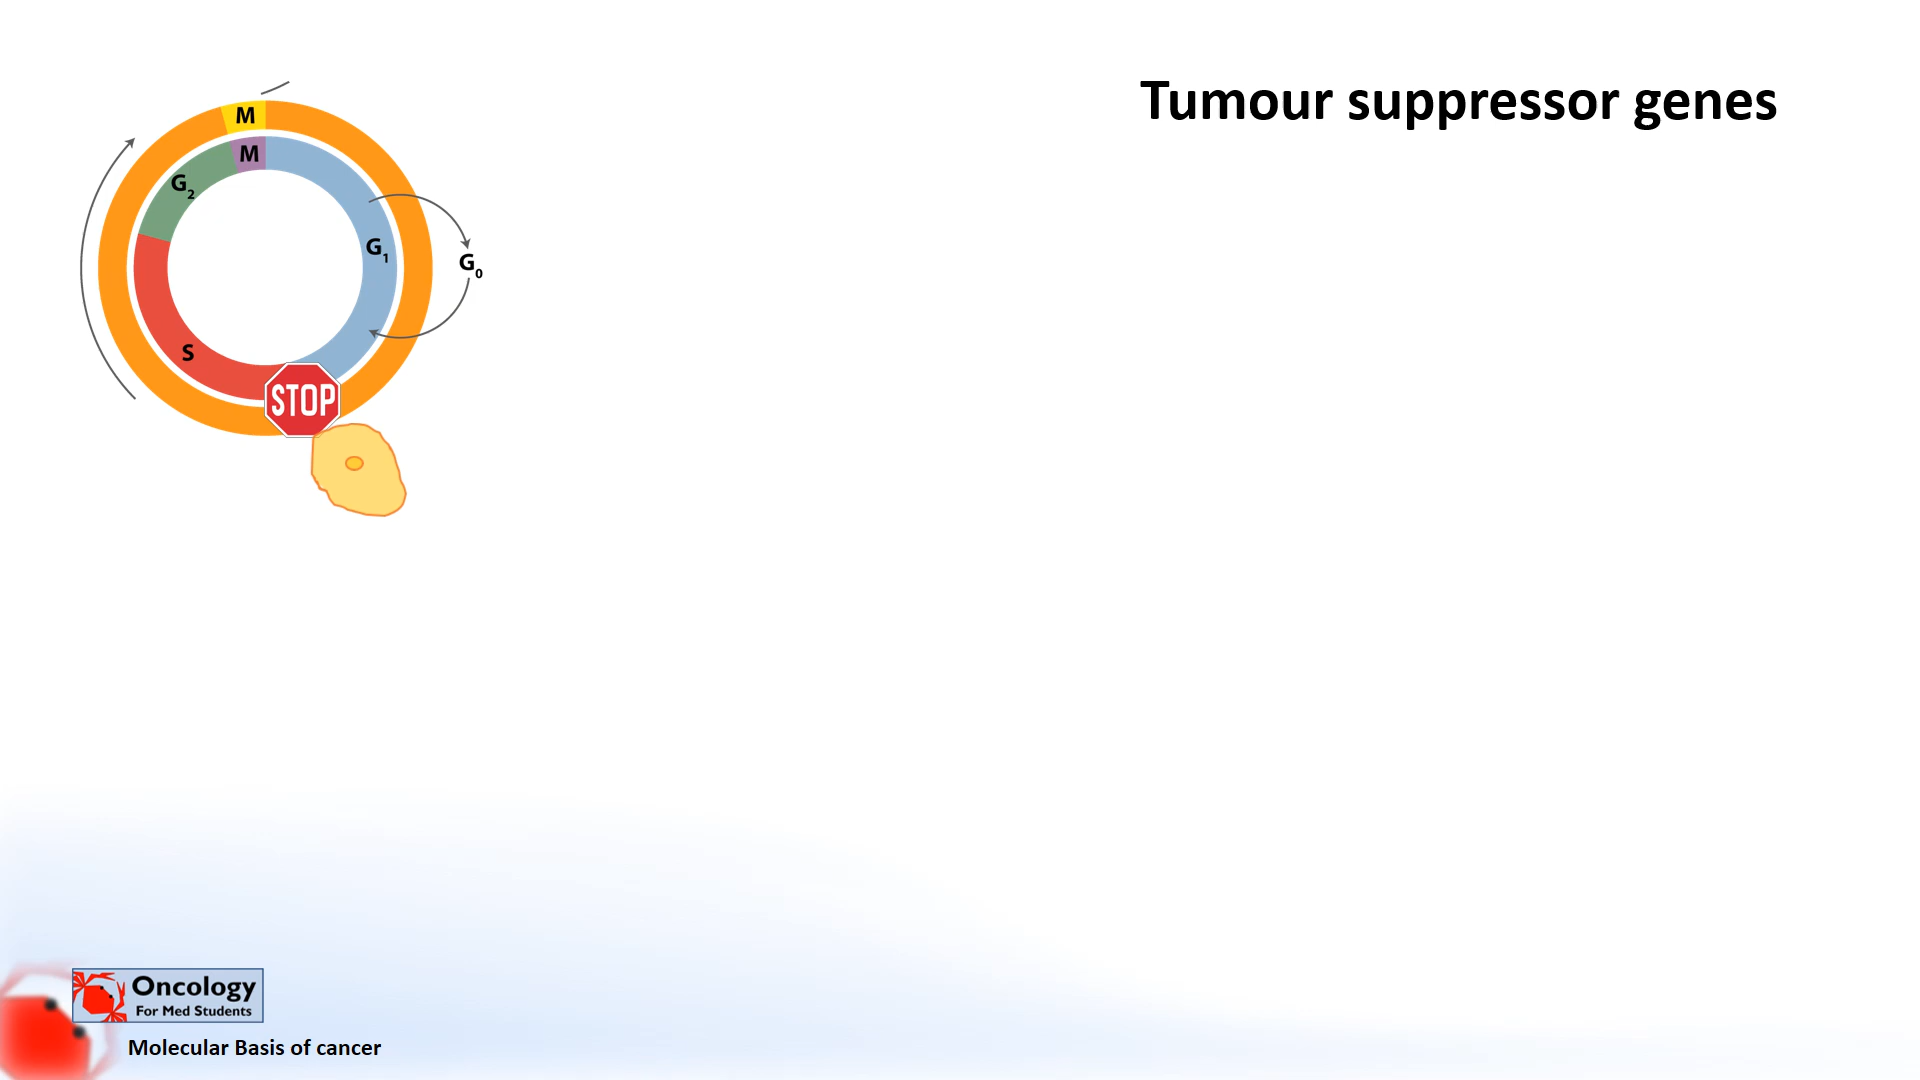 Tumour suppressor genes
M
M
G2
G1
G0
S
STOP
Oncology
For Med Students
Molecular Basis of cancer